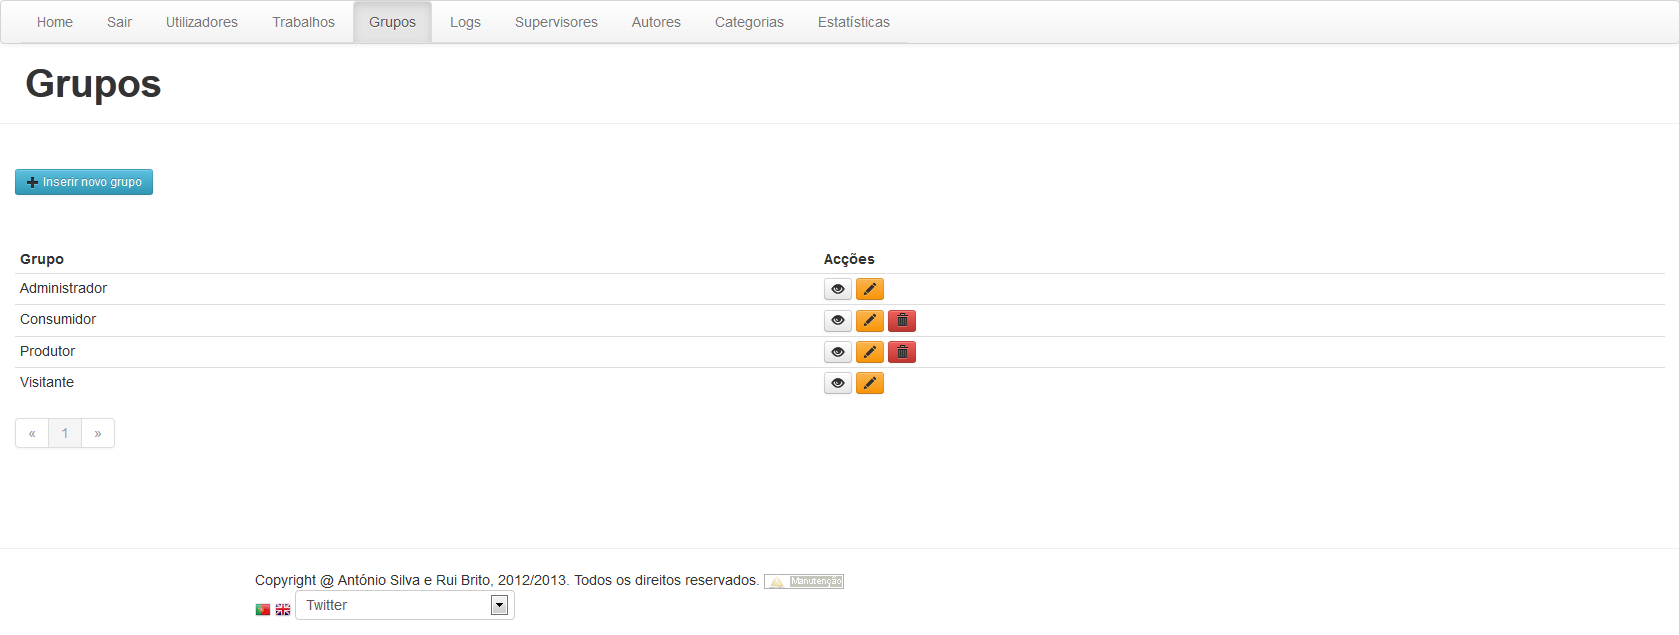 Home Sair Utilizadores Trabalhos Grupos Logs Supervisores Autores Categorias Estatísticas
Grupos
Inserir novo grupo
Grupo Acções
Administrador
Consumidor
Produtor
Visitante
« 1 »
Copyright @ António Silva e Rui Brito, 2012/2013. Todos os direitos reservados. Manutenção
Twitter